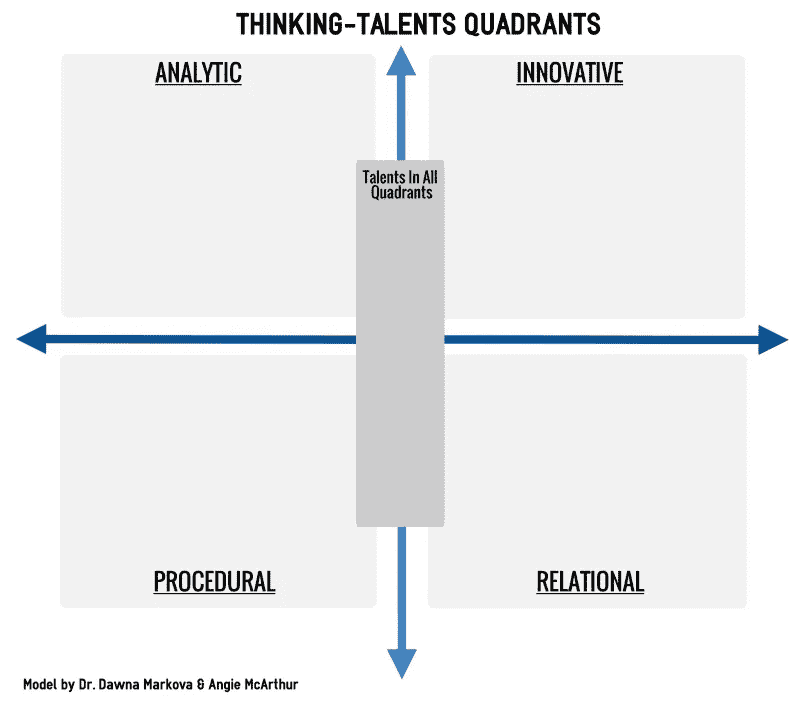 THINKING-TALENTS QUADRANTS
ANALYTIC
INNOVATIVE
Talents In All
Quadrants
PROCEDURAL
RELATIONAL
Model by Dr. Dawna Markova & Angie McArthur